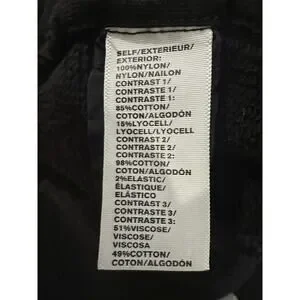 SELF/EXTERIEUR/
EXTERIOR:
100%NYLON/
NYLON/NAILON
CONTRAST 1/
CONTRASTE 1/
CONTRASTE 1:
85%COTTON/
COTON/ALGODÓN
15%LYOCELL/
LYOCELL/LYOCELL
CONTRAST 2/
CONTRASTE 2/
CONTRASTE 2:
98%COTTON/
COTON/ALGODÓN
2%ELASTIC/
ÉLASTIQUE/
ELÁSTICO
CONTRAST 3/
CONTRASTE 3/
CONTRASTE 3:
51%VISCOSE/
VISCOSE/
VISCOSA
49%COTTON/
COTON/ALGODÓN